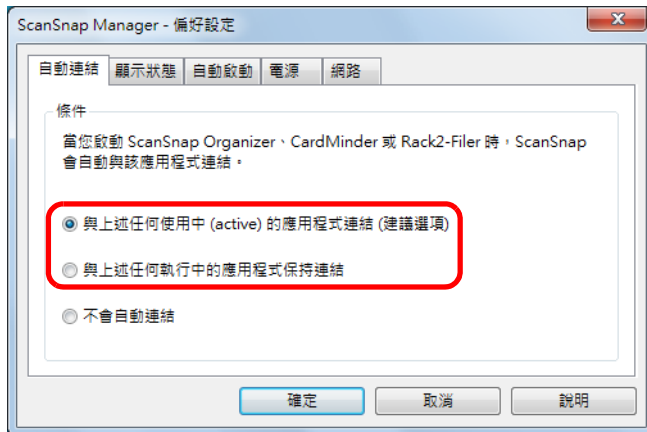 ScanSnap Manager - 偏好設定
自動連結 顯示狀態 自動啟動 電源 網路
條件
當您啟動 ScanSnap Organizer、CardMinder 或 Rack2-Filer 時，ScanSnap
會自動與該應用程式連結。
與上述任何使用中 (active) 的應用程式連結 (建議選項)
與上述任何執行中的應用程式保持連結
不會自動連結
確定 取消 說明